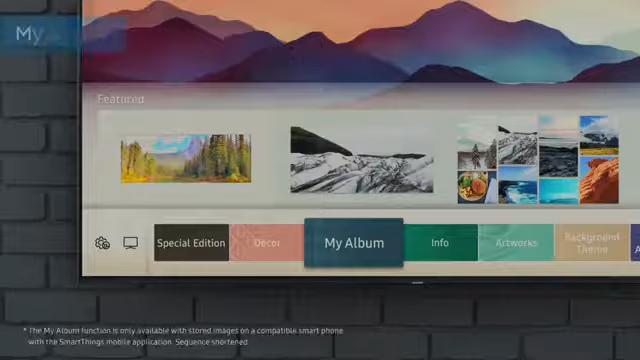 My
Featured
Special Edition
Decor
My Album
Info
Artworks
Background
Theme
A
* The My Album function is only available with stored images on a compatible smart phone
with the SmartThings mobile application. Sequence shortened.